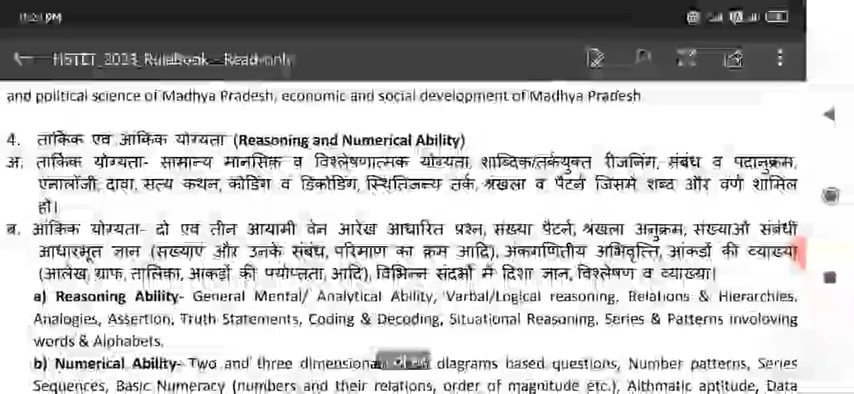 HSTET_2023_RuleBook - Read-only
and political science of Madhya Pradesh, economic and social development of Madhya Pradesh
4. तार्किक एवं आंकिक योग्यता (Reasoning and Numerical Ability)
अ. तार्किक योग्यता- सामान्य मानसिक व विश्लेषणात्मक योग्यता, शाब्दिक/तर्कयुक्त रीजनिंग, संबंध व पदानुक्रम,
एनालॉजी, दावा, सत्य कथन, कोडिंग व डिकोडिंग, स्थितिजन्य तर्क, श्रंखला व पैटर्न जिसमें शब्द और वर्ण शामिल
हों।
ब. आंकिक योग्यता- दो एवं तीन आयामी वेन आरेख आधारित प्रश्न, संख्या पैटर्न, श्रंखला अनुक्रम, संख्याओं संबंधी
आधारभूत ज्ञान (संख्याएं और उनके संबंध, परिमाण का क्रम आदि), अंकगणितीय अभिवृत्ति, आंकड़ों की व्याख्या
(आलेख, ग्राफ, तालिका, आंकड़ों की पर्याप्तता आदि), विभिन्न संदर्भों में दिशा ज्ञान, विश्लेषण व व्याख्या।
a) Reasoning Ability- General Mental/ Analytical Ability, Varbal/Logical reasoning, Relations & Hierarchies,
Analogies, Assertion, Truth Statements, Coding & Decoding, Situational Reasoning, Series & Patterns involoving
words & Alphabets.
b) Numerical Ability- Two and three dimensional diagrams based questions, Number patterns, Series
Sequences, Basic Numeracy (numbers and their relations, order of magnitude etc.), Aithmatic aptitude, Data